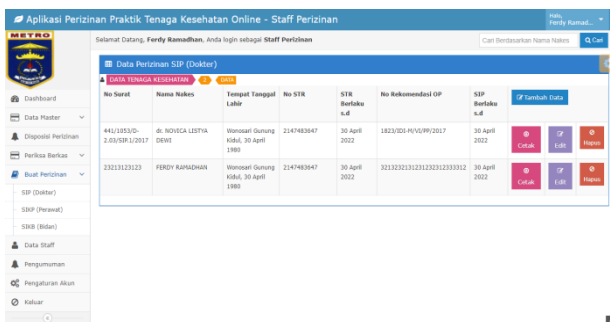 Aplikasi Perizinan Praktik Tenaga Kesehatan Online - Staff Perizinan
Halo,
Ferdy Ramad...
METRO
Selamat Datang, Ferdy Ramadhan, Anda login sebagai Staff Perizinan
Cari Berdasarkan Nama Nakes
Cari
Dashboard
Data Master
Disposisi Perizinan
Periksa Berkas
Buat Perizinan
SIP (Dokter)
SIKP (Perawat)
SIKB (Bidan)
Data Staff
Pengumuman
Pengaturan Akun
Keluar
Data Perizinan SIP (Dokter)
DATA TENAGA KESEHATAN 2 DATA
No Surat Nama Nakes Tempat Tanggal Lahir No STR STR Berlaku s.d No Rekomendasi OP SIP Berlaku s.d Tambah Data
441/1053/D-2.03/SIP.1/2017 dr. NOVICA LISTYA DEWI Wonosari Gunung Kidul, 30 April 1980 2147483647 30 April 2022 1823/IDI-M/VI/PP/2017 30 April 2022 Cetak Edit Hapus
23213123123 FERDY RAMADHAN Wonosari Gunung Kidul, 30 April 1980 2147483647 30 April 2022 30 April 2022 Cetak Edit Hapus